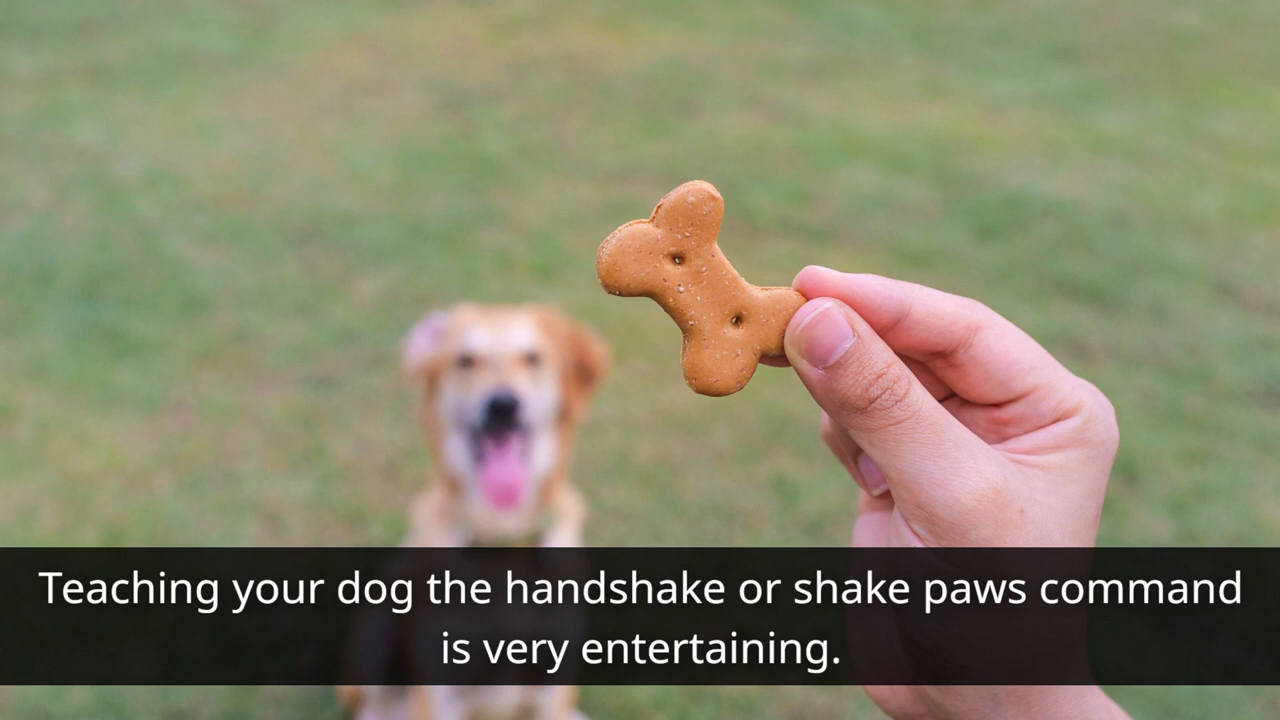 Teaching your dog the handshake or shake paws command
is very entertaining.